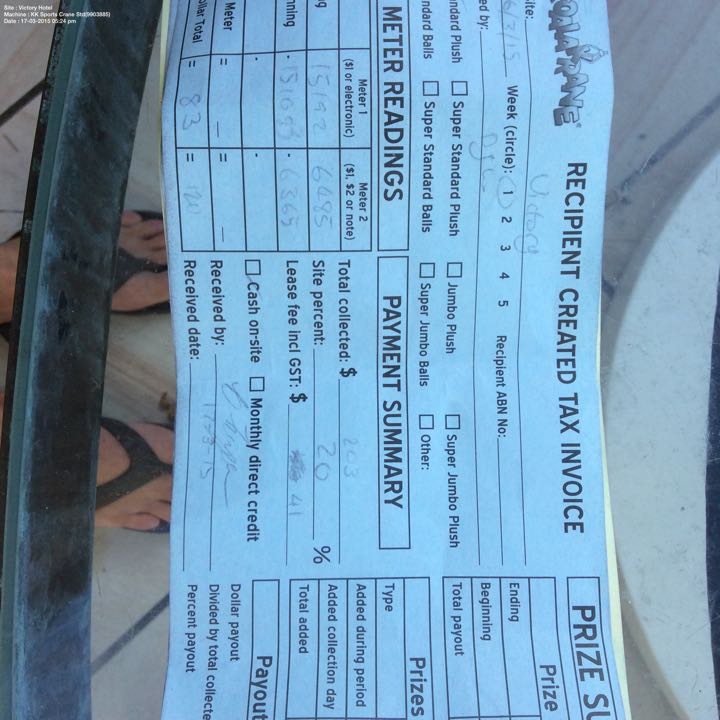 Site : Victory Hotel
Machine : KK Sports Crane Std(9903885)
Date : 17-03-2015 05:24 pm
RECIPIENT CREATED TAX INVOICE
ite: Victory
Week (circle): 1 2 3 4 5 Recipient ABN No:
ed by:
ndard Plush Super Standard Plush Jumbo Plush Super Jumbo Plush
ndard Balls Super Standard Balls Super Jumbo Balls Other:
METER READINGS
Meter 1 Meter 2
($1 or electronic) ($1, $2 or note)
g 15192 6485
nning 6365
Meter = - = -
llar Total = 83 = 120
PAYMENT SUMMARY
Total collected: $ 203
Site percent: 20 %
Lease fee incl GST: $ 41
Cash on-site Monthly direct credit
Received by:
Received date: 17-3-15
PRIZE SU
Prize
Ending
Beginning
Total payout
Prizes
Type
Added during period
Added collection day
Total added
Payout
Dollar payout
Divided by total collecte
Percent payout